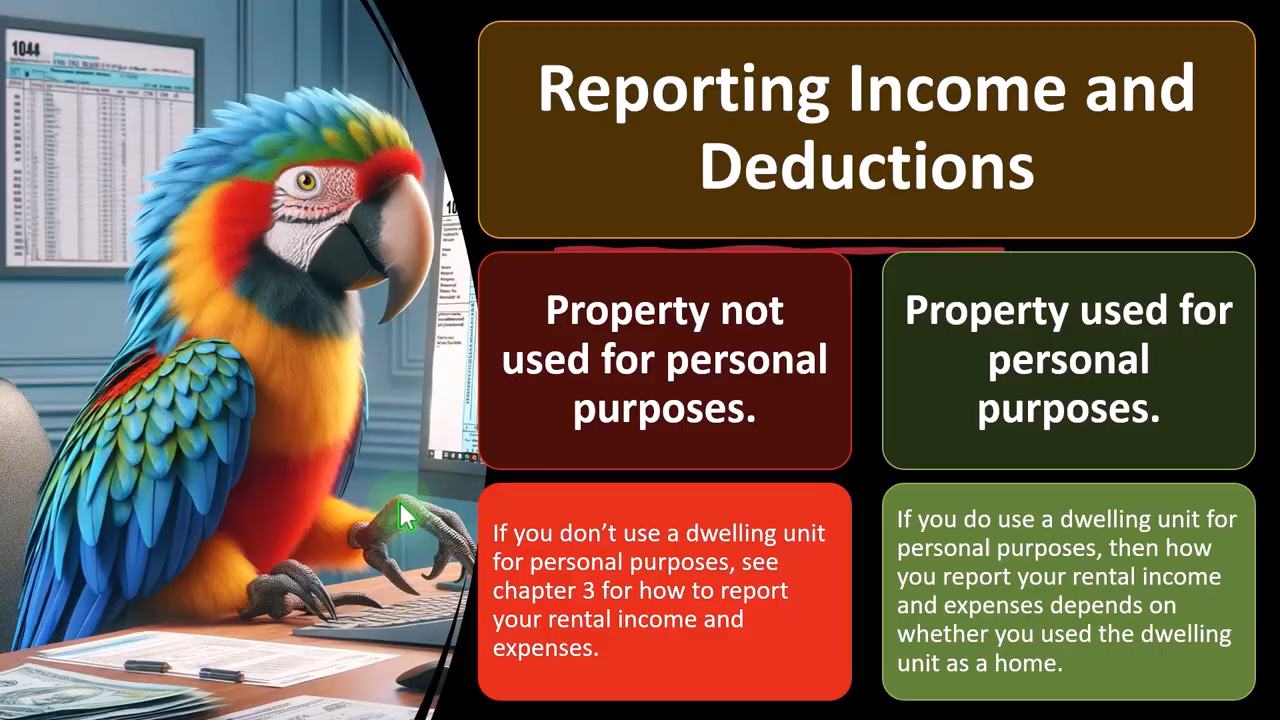 1044
10
Reporting Income and
Deductions
Property not
used for personal
purposes.
Property used for
personal
purposes.
If you don’t use a dwelling unit
for personal purposes, see
chapter 3 for how to report
your rental income and
expenses.
If you do use a dwelling unit for
personal purposes, then how
you report your rental income
and expenses depends on
whether you used the dwelling
unit as a home.